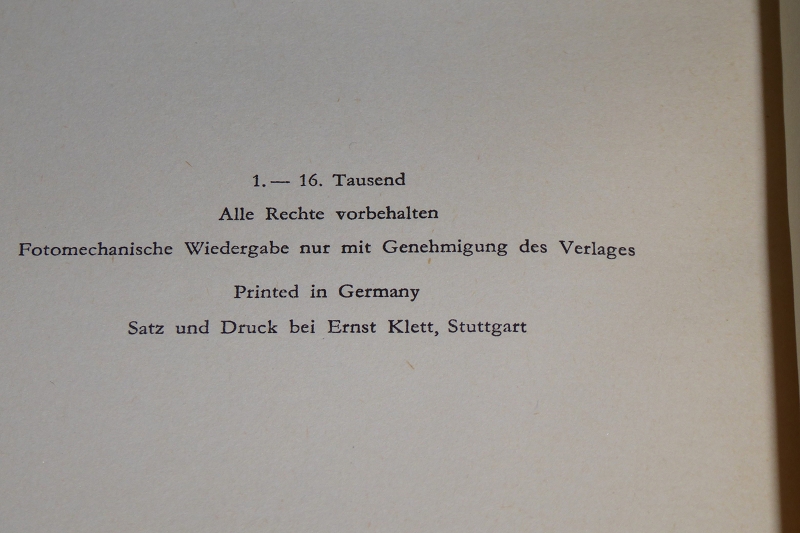 1.— 16. Tausend
Alle Rechte vorbehalten
Fotomechanische Wiedergabe nur mit Genehmigung des Verlages
Printed in Germany
Satz und Druck bei Ernst Klett, Stuttgart